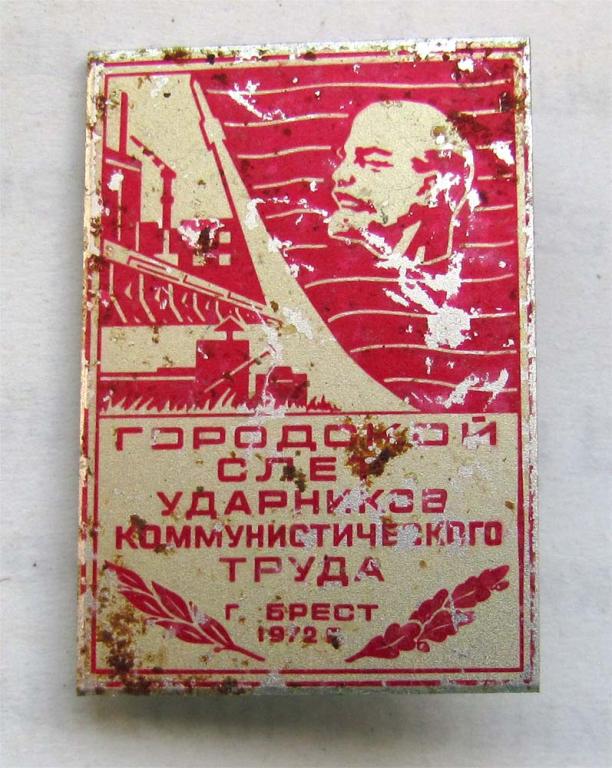 ГОРОДСКОЙ
СЛЕТ
УДАРНИКОВ
КОММУНИСТИЧЕСКОГО
ТРУДА
Г. БРЕСТ
1972 Г